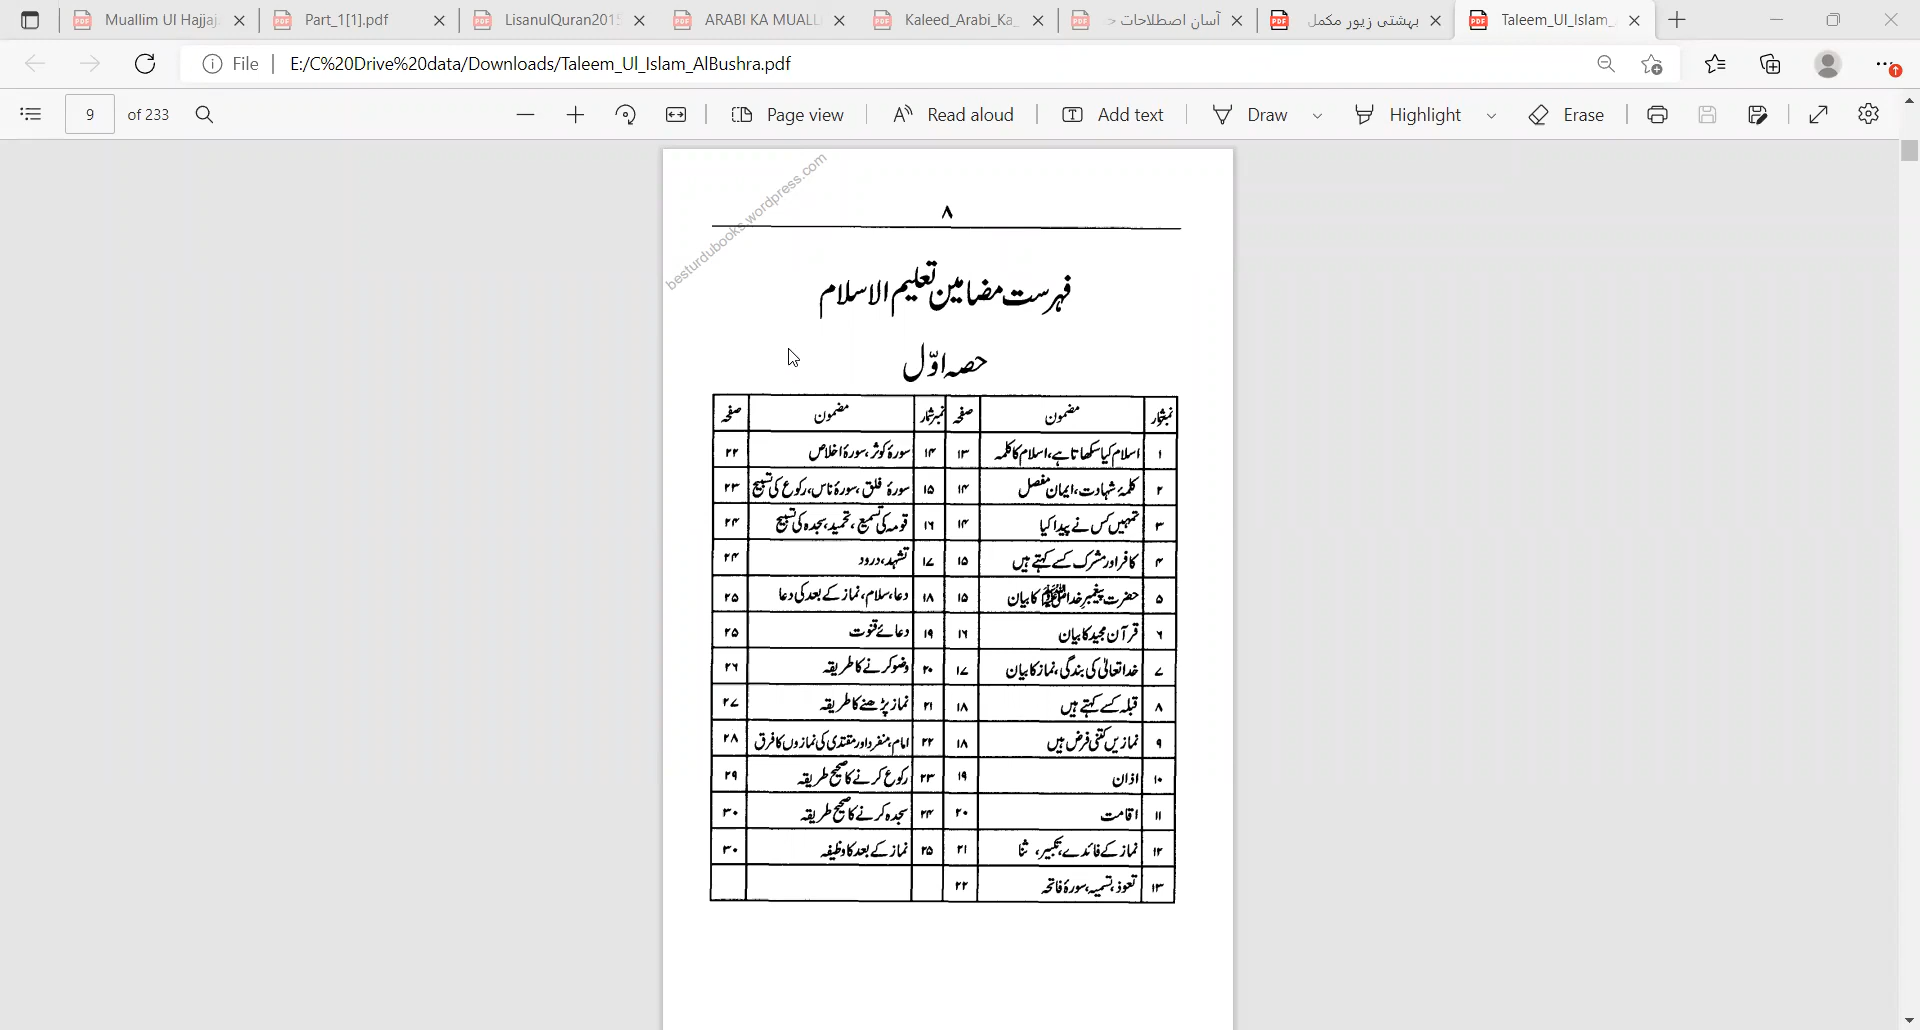 Muallim Ul Hajjaj
Part_1[1].pdf
LisanulQuran2015
ARABI KA MUALL
Kaleed_Arabi_Ka_
آسان اصطلاحات
بہشتی زیور مکمل
Taleem_Ul_Islam_
File
E:/C%20Drive%20data/Downloads/Taleem_Ul_Islam_AlBushra.pdf
9 of 233
Page view
Read aloud
Add text
Draw
Highlight
Erase
besturdubooks.wordpress.com
۸
فہرست مضامین تعلیم الاسلام
حصہ اوّل
نمبرشمار مضمون صفحہ نمبرشمار مضمون صفحہ
۱ اسلام کیا سکھاتا ہے، اسلام کا کلمہ ۱۳ ۱۴ سورۂ کوثر، سورۂ اخلاص ۲۲
۲ کلمۂ شہادت، ایمان مفصل ۱۴ ۱۵ سورۂ فلق، سورۂ ناس، رکوع کی تسبیح ۲۳
۳ تمہیں کس نے پیدا کیا ۱۴ ۱۶ قومہ کی تسمیع، تحمید، سجدہ کی تسبیح ۲۴
۴ کافر اور مشرک کسے کہتے ہیں ۱۵ ۱۷ تشہد، درود ۲۴
۵ حضرت پیغمبرِ خدا ﷺ کا بیان ۱۵ ۱۸ دعا، سلام، نماز کے بعد کی دعا ۲۵
۶ قرآن مجید کا بیان ۱۶ ۱۹ دعائے قنوت ۲۵
۷ خدا تعالیٰ کی بندگی، نماز کا بیان ۱۷ ۲۰ وضو کرنے کا طریقہ ۲۶
۸ قبلہ کسے کہتے ہیں ۱۸ ۲۱ نماز پڑھنے کا طریقہ ۲۷
۹ نمازیں کتنی فرض ہیں ۱۸ ۲۲ امام، منفرد اور مقتدی کی نمازوں کا فرق ۲۸
۱۰ اذان ۱۹ ۲۳ رکوع کرنے کا صحیح طریقہ ۲۹
۱۱ اقامت ۲۰ ۲۴ سجدہ کرنے کا صحیح طریقہ ۳۰
۱۲ نماز کے فائدے، تکبیر، ثنا ۲۱ ۲۵ نماز کے بعد کا وظیفہ ۳۰
۱۳ تعوذ، تسمیہ، سورۂ فاتحہ ۲۲